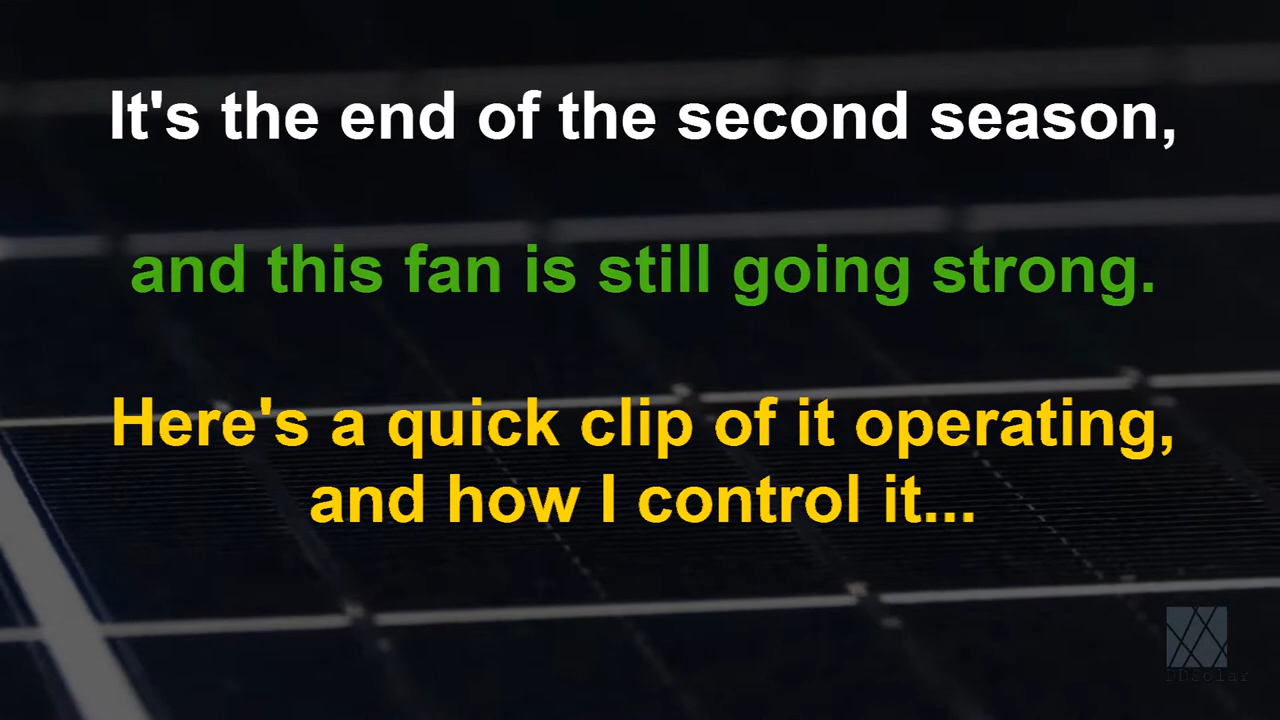 It's the end of the second season,
and this fan is still going strong.
Here's a quick clip of it operating,
and how I control it...
DDSolar